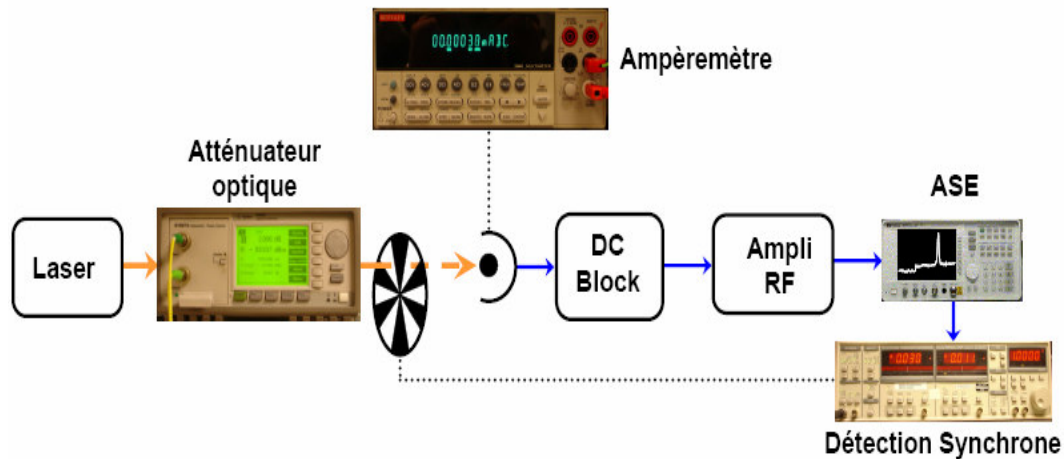 Ampèremètre
Atténuateur
optique
ASE
Laser
DC
Block
Ampli
RF
Détection Synchrone